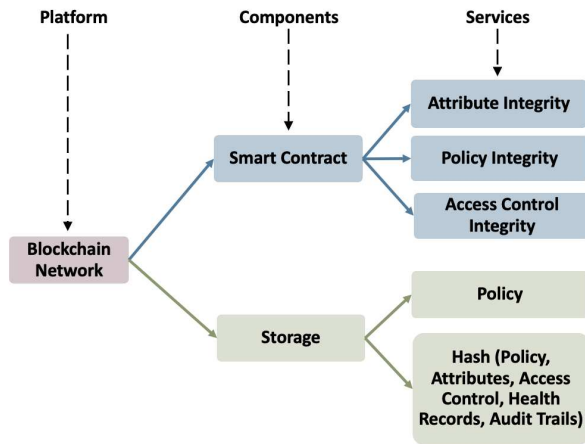 Platform
Components
Services
Attribute Integrity
Smart Contract
Policy Integrity
Access Control
Integrity
Blockchain
Network
Policy
Storage
Hash (Policy,
Attributes, Access
Control, Health
Records, Audit Trails)